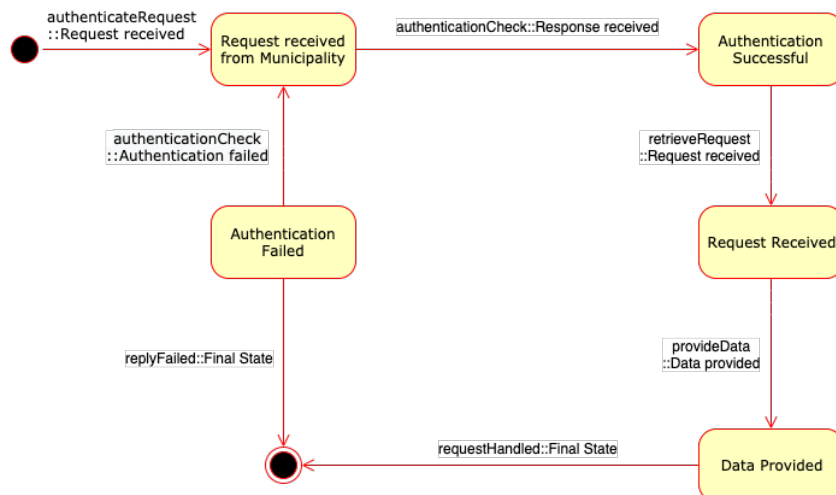 authenticateRequest
::Request received
Request received
from Municipality
authenticationCheck::Response received
Authentication
Successful
authenticationCheck
::Authentication failed
retrieveRequest
::Request received
Authentication
Failed
Request Received
replyFailed::Final State
provideData
::Data provided
requestHandled::Final State
Data Provided